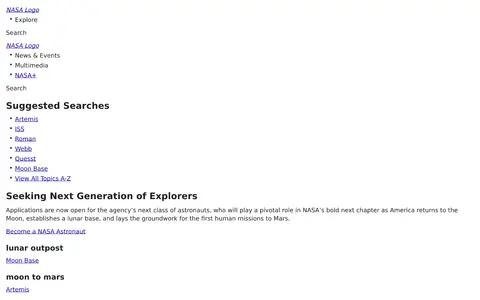 NASA Logo
Explore
Search
NASA Logo
News & Events
Multimedia
NASA+
Search
Suggested Searches
Artemis
ISS
Roman
Webb
Quesst
Moon Base
View All Topics A-Z
Seeking Next Generation of Explorers
Applications are now open for the agency's next class of astronauts, who will play a pivotal role in NASA's bold next chapter as America returns to the
Moon, establishes a lunar base, and lays the groundwork for the first human missions to Mars.
Become a NASA Astronaut
lunar outpost
Moon Base
moon to mars
Artemis